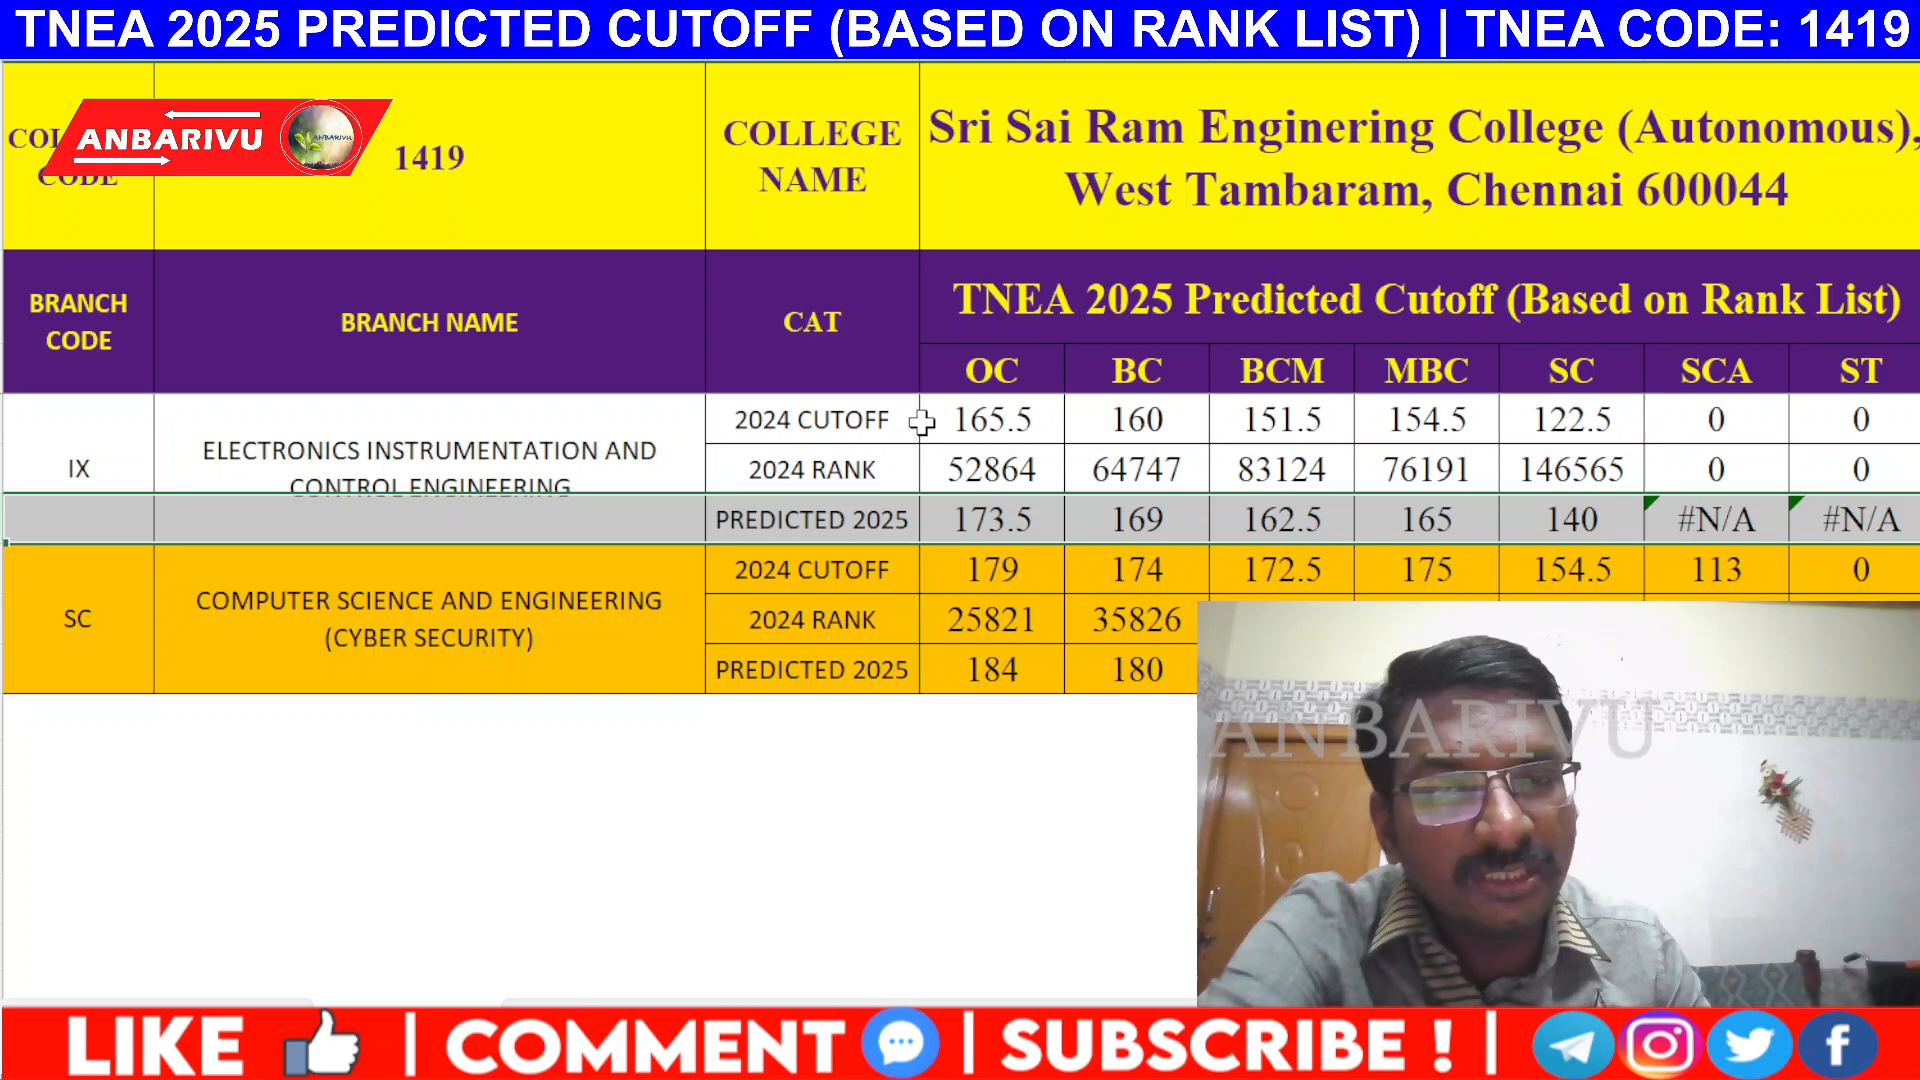 TNEA 2025 PREDICTED CUTOFF (BASED ON RANK LIST) | TNEA CODE: 1419
ANBARIVU
ANBARIVU
CODE
1419
COLLEGE
NAME
Sri Sai Ram Enginering College (Autonomous),
West Tambaram, Chennai 600044
BRANCH
CODE
BRANCH NAME
CAT
TNEA 2025 Predicted Cutoff (Based on Rank List)
OC BC BCM MBC SC SCA ST
IX
ELECTRONICS INSTRUMENTATION AND
CONTROL ENGINEERING
2024 CUTOFF 165.5 160 151.5 154.5 122.5 0 0
2024 RANK 52864 64747 83124 76191 146565 0 0
PREDICTED 2025 173.5 169 162.5 165 140 #N/A #N/A
SC
COMPUTER SCIENCE AND ENGINEERING
(CYBER SECURITY)
2024 CUTOFF 179 174 172.5 175 154.5 113 0
2024 RANK 25821 35826
PREDICTED 2025 184 180
ANBARIVU
LIKE | COMMENT | SUBSCRIBE ! |